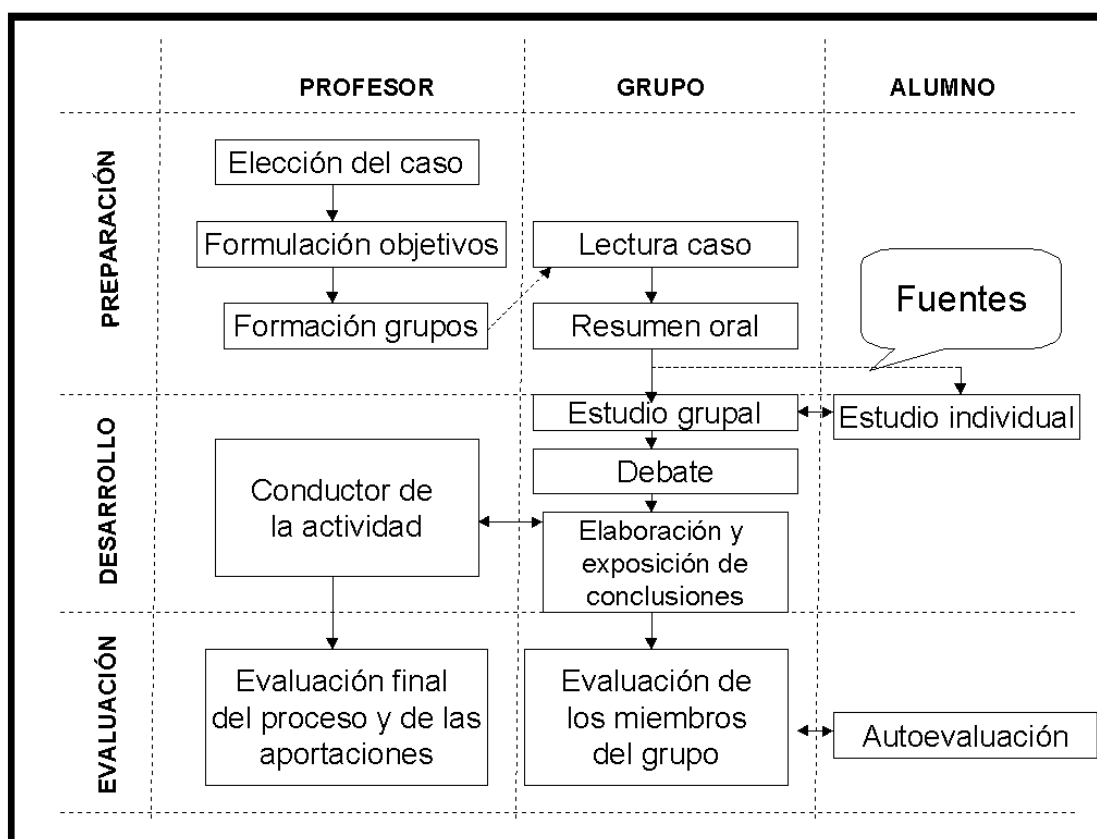 PROFESOR
GRUPO
ALUMNO
PREPARACIÓN
Elección del caso
Formulación objetivos
Formación grupos
Lectura caso
Resumen oral
Fuentes
DESARROLLO
Conductor de
la actividad
Estudio grupal
Debate
Elaboración y
exposición de
conclusiones
Estudio individual
EVALUACIÓN
Evaluación final
del proceso y de las
aportaciones
Evaluación de
los miembros
del grupo
Autoevaluación